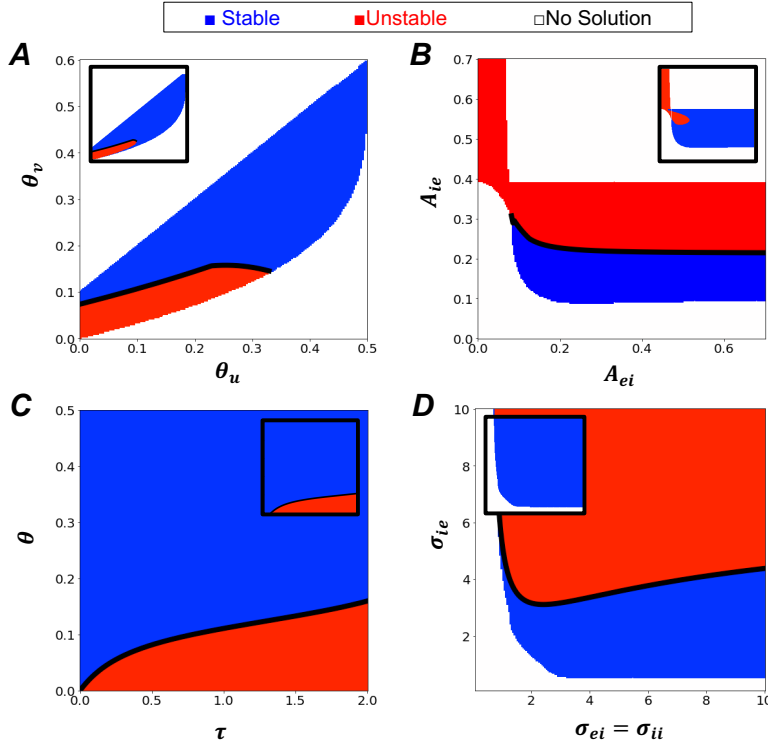 ■ Stable ■Unstable □No Solution
A
B
0.6
0.5
0.4
0.3
0.2
0.1
0.0
θv
0.0 0.1 0.2 0.3 0.4 0.5
θu
0.7
0.6
0.5
0.4
0.3
0.2
0.1
0.0
Aie
0.0 0.2 0.4 0.6
Aei
C
D
0.5
0.4
0.3
0.2
0.1
0.0
θ
0.0 0.5 1.0 1.5 2.0
τ
10
8
6
4
2
σie
2 4 6 8 10
σei = σii